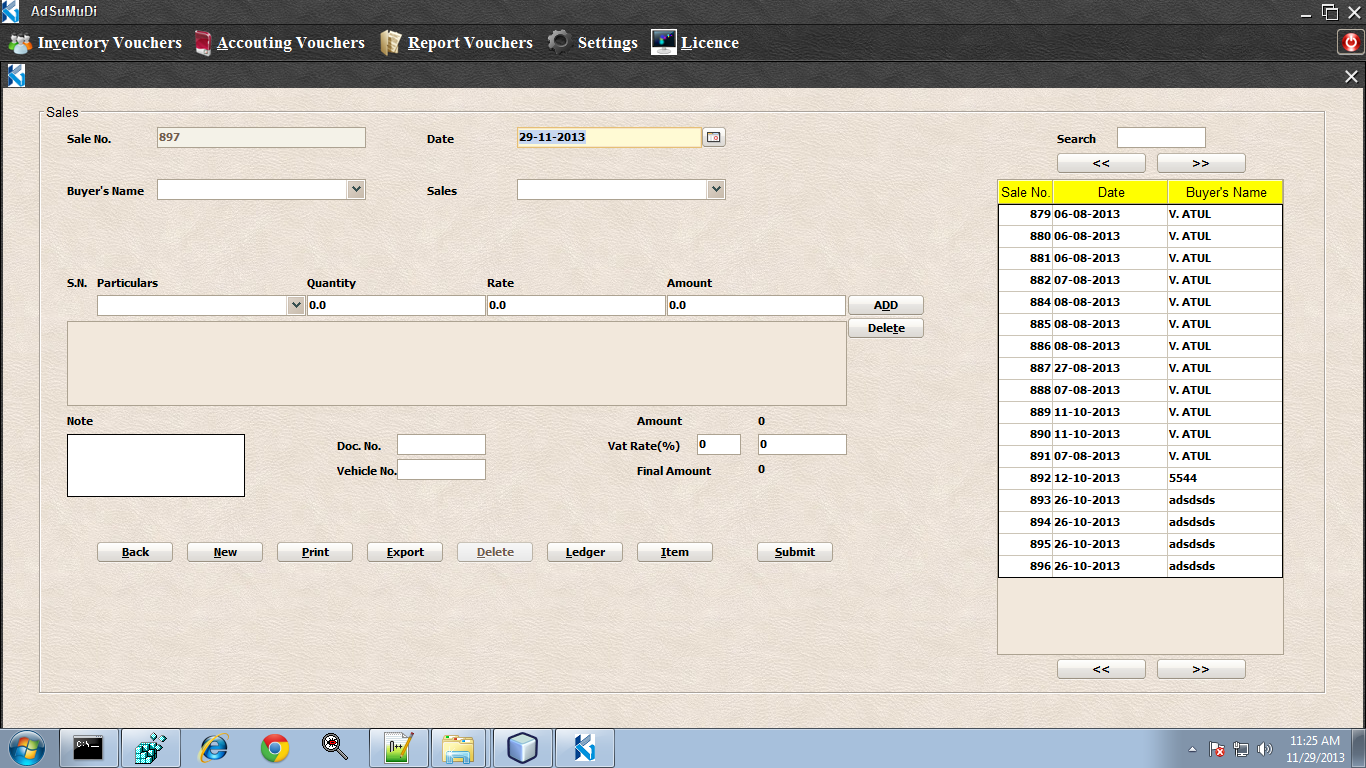 AdSuMuDi
Inventory Vouchers Accouting Vouchers Report Vouchers Settings Licence
Sales
Sale No. 897 Date 29-11-2013 Search
<< >>
Buyer's Name Sales
Sale No. Date Buyer's Name
879 06-08-2013 V. ATUL
880 06-08-2013 V. ATUL
881 06-08-2013 V. ATUL
882 07-08-2013 V. ATUL
884 08-08-2013 V. ATUL
885 08-08-2013 V. ATUL
886 08-08-2013 V. ATUL
887 27-08-2013 V. ATUL
888 07-08-2013 V. ATUL
889 11-10-2013 V. ATUL
890 11-10-2013 V. ATUL
891 07-08-2013 V. ATUL
892 12-10-2013 5544
893 26-10-2013 adsdsds
894 26-10-2013 adsdsds
895 26-10-2013 adsdsds
896 26-10-2013 adsdsds
<< >>
S.N. Particulars Quantity Rate Amount
0.0 0.0 0.0 ADD
Delete
Note Amount 0
Doc. No. Vat Rate(%) 0 0
Vehicle No. Final Amount 0
Back New Print Export Delete Ledger Item Submit
C:\.
11:25 AM
11/29/2013